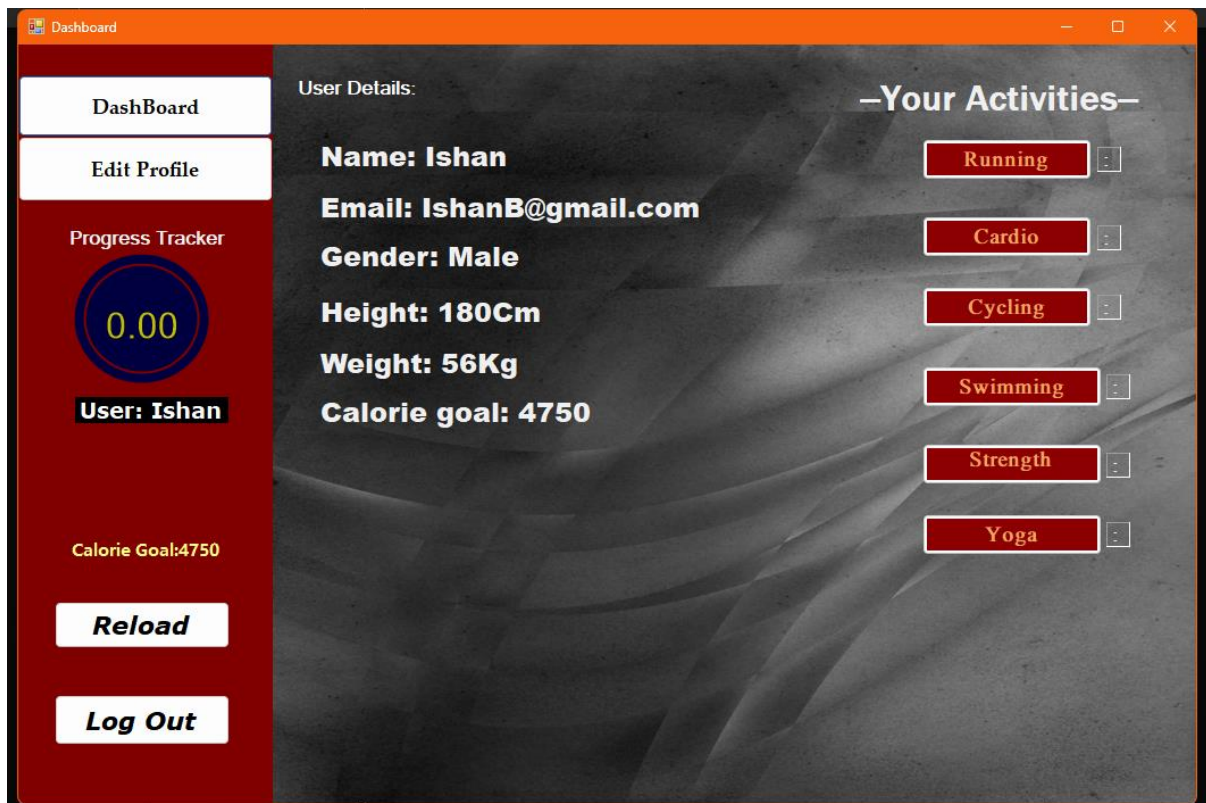 Dashboard
DashBoard
Edit Profile
Progress Tracker
0.00
User: Ishan
Calorie Goal:4750
Reload
Log Out
User Details:
Name: Ishan
Email: IshanB@gmail.com
Gender: Male
Height: 180Cm
Weight: 56Kg
Calorie goal: 4750
–Your Activities–
Running
:
Cardio
:
Cycling
:
Swimming
:
Strength
:
Yoga
: